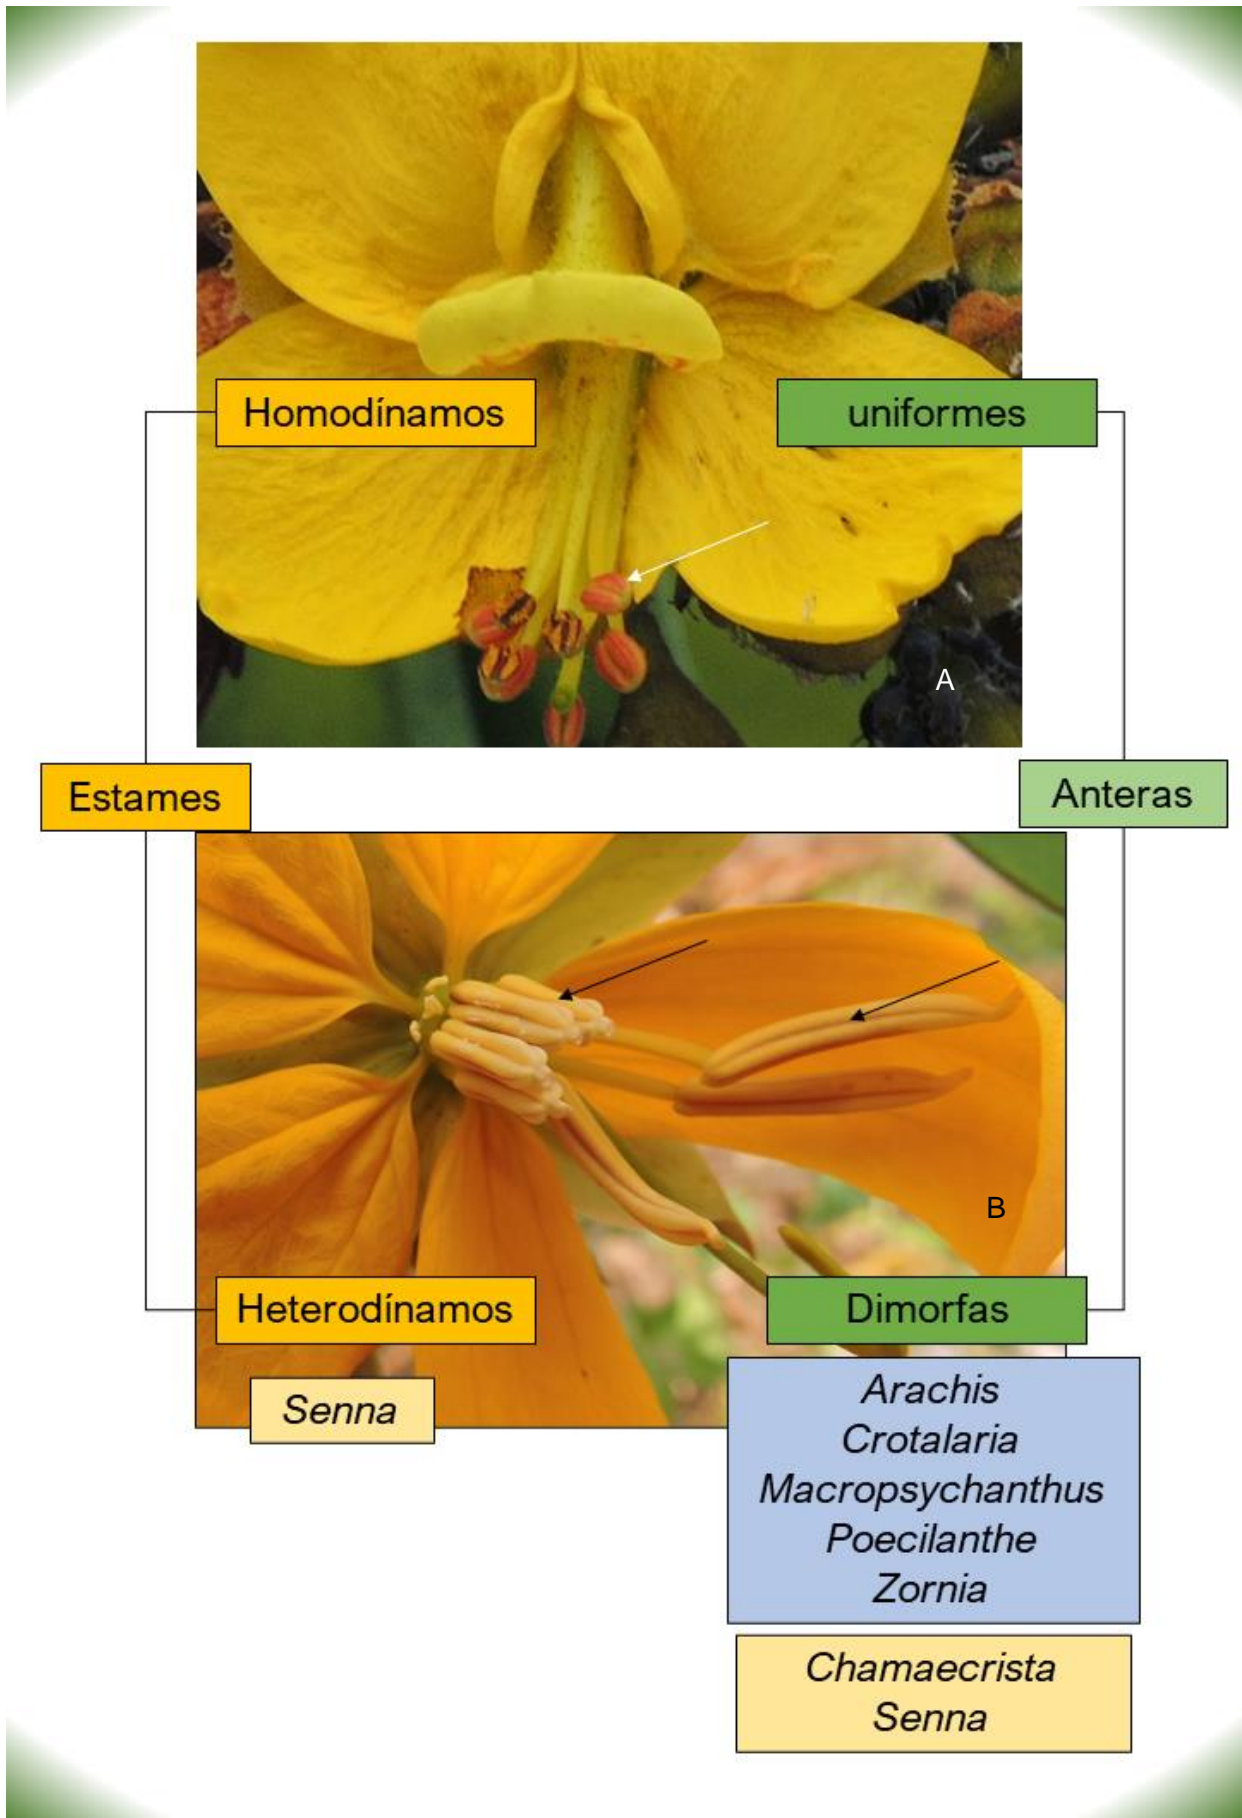 Homodínamos
uniformes
A
Estames
Anteras
B
Heterodínamos
Dimorfas
Senna
Arachis
Crotalaria
Macropsychanthus
Poecilanthe
Zornia
Chamaecrista
Senna